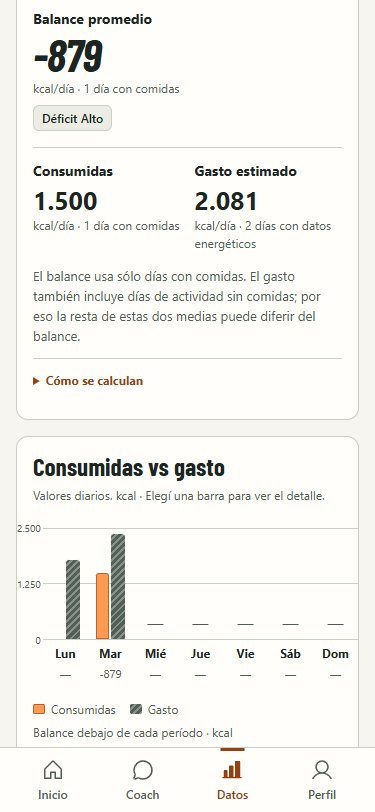 Balance promedio
-879
kcal/día · 1 día con comidas
Déficit Alto
Consumidas
1.500
kcal/día · 1 día con comidas
Gasto estimado
2.081
kcal/día · 2 días con datos
energéticos
El balance usa sólo días con comidas. El gasto
también incluye días de actividad sin comidas; por
eso la resta de estas dos medias puede diferir del
balance.
Cómo se calculan
Consumidas vs gasto
Valores diarios. kcal · Elegí una barra para ver el detalle.
2.500
1.250
0
Lun Mar Mié Jue Vie Sáb Dom
— -879 — — — — —
Consumidas Gasto
Balance debajo de cada período · kcal
Inicio Coach Datos Perfil